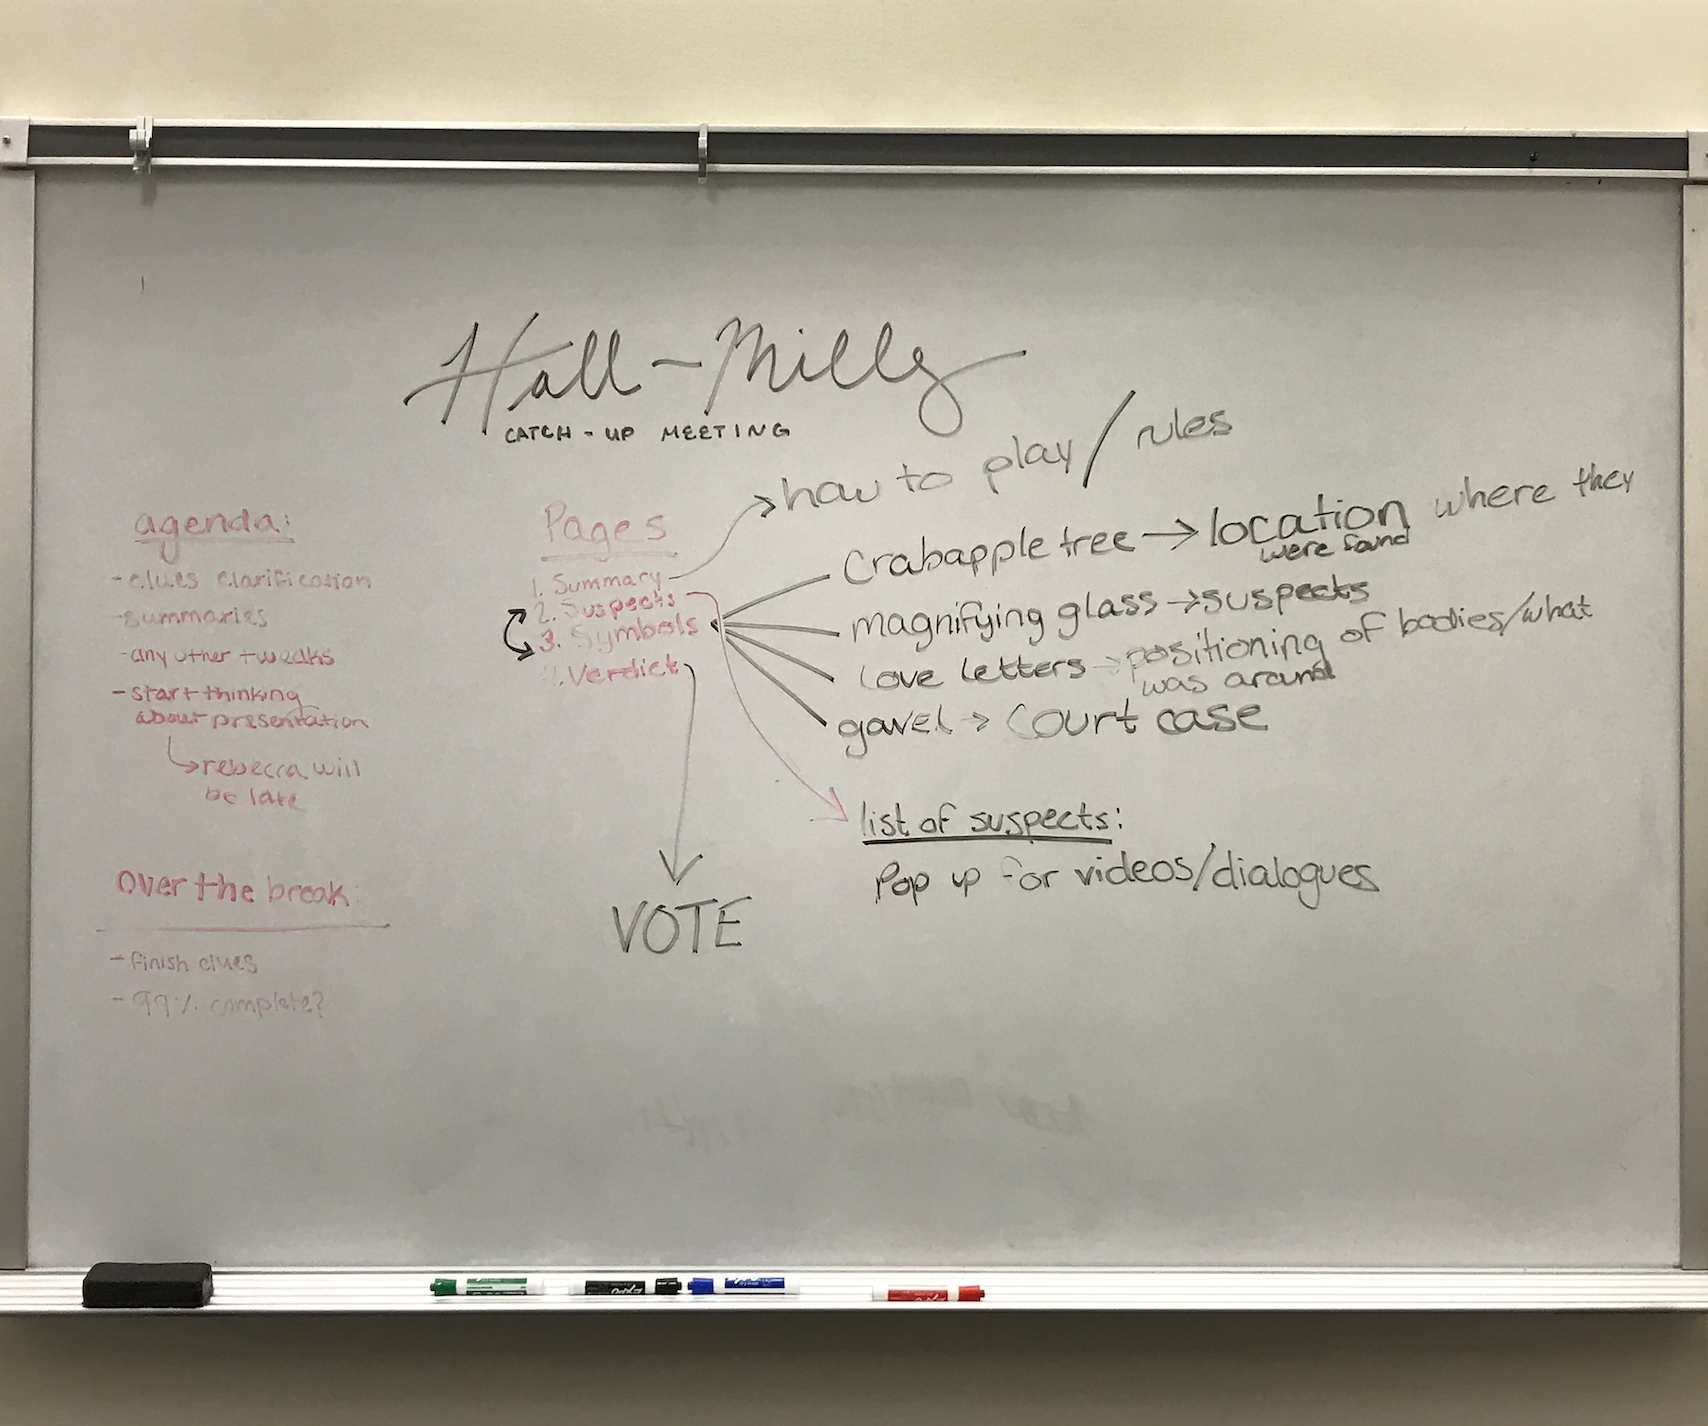 Hall-Mills
CATCH-UP MEETING
agenda:
-clues clarification
-summaries
-any other tweaks
-start thinking
about presentation
rebecca will
be late
Over the break:
-finish clues
-99% complete?
Pages
1. Summary
2. Suspects
3. Symbols
4. Verdict
VOTE
how to play/rules
Crabapple tree → location where they
were found
magnifying glass → suspects
love letters → positioning of bodies/what
was around
gavel → court case
list of suspects:
Pop up for videos/dialogues
EXPO